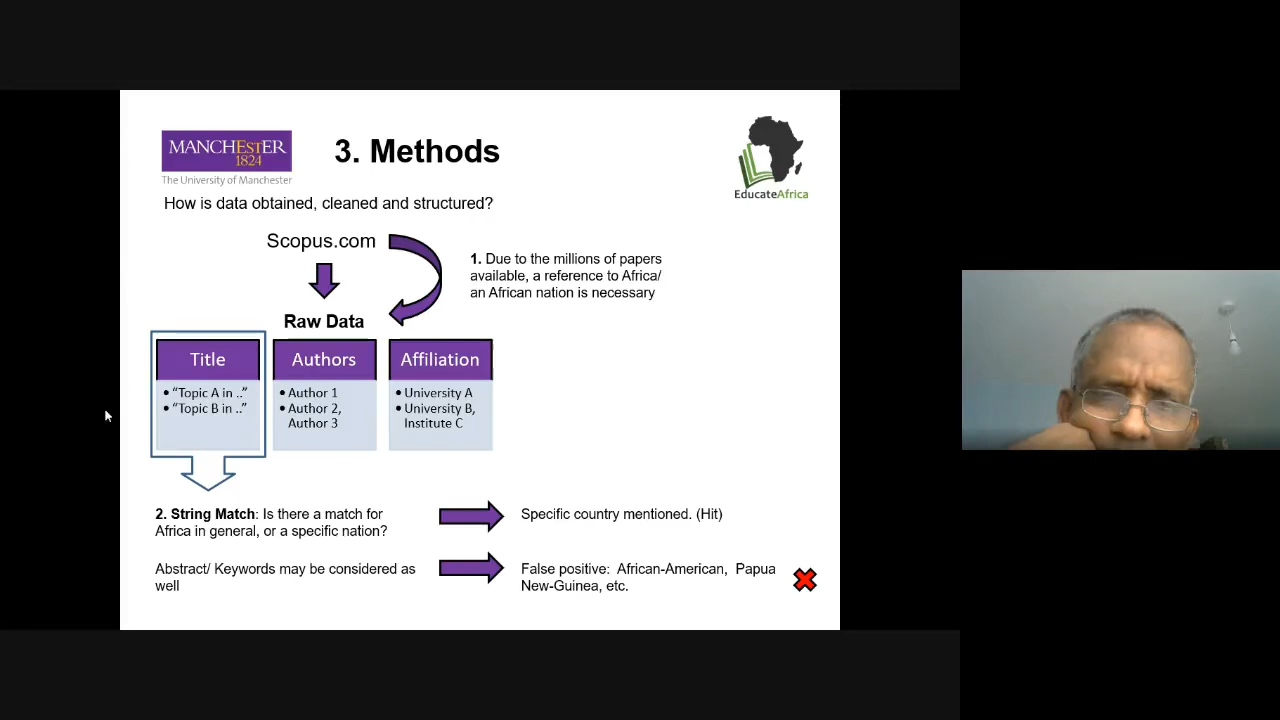 MANCHESTER
1824
The University of Manchester
3. Methods
EducateAfrica
How is data obtained, cleaned and structured?
Scopus.com
1. Due to the millions of papers
available, a reference to Africa/
an African nation is necessary
Raw Data
Title
• “Topic A in ..”
• “Topic B in ..”
Authors
• Author 1
• Author 2,
Author 3
Affiliation
• University A
• University B,
Institute C
2. String Match: Is there a match for
Africa in general, or a specific nation?
Specific country mentioned. (Hit)
Abstract/ Keywords may be considered as
well
False positive: African-American, Papua
New-Guinea, etc.